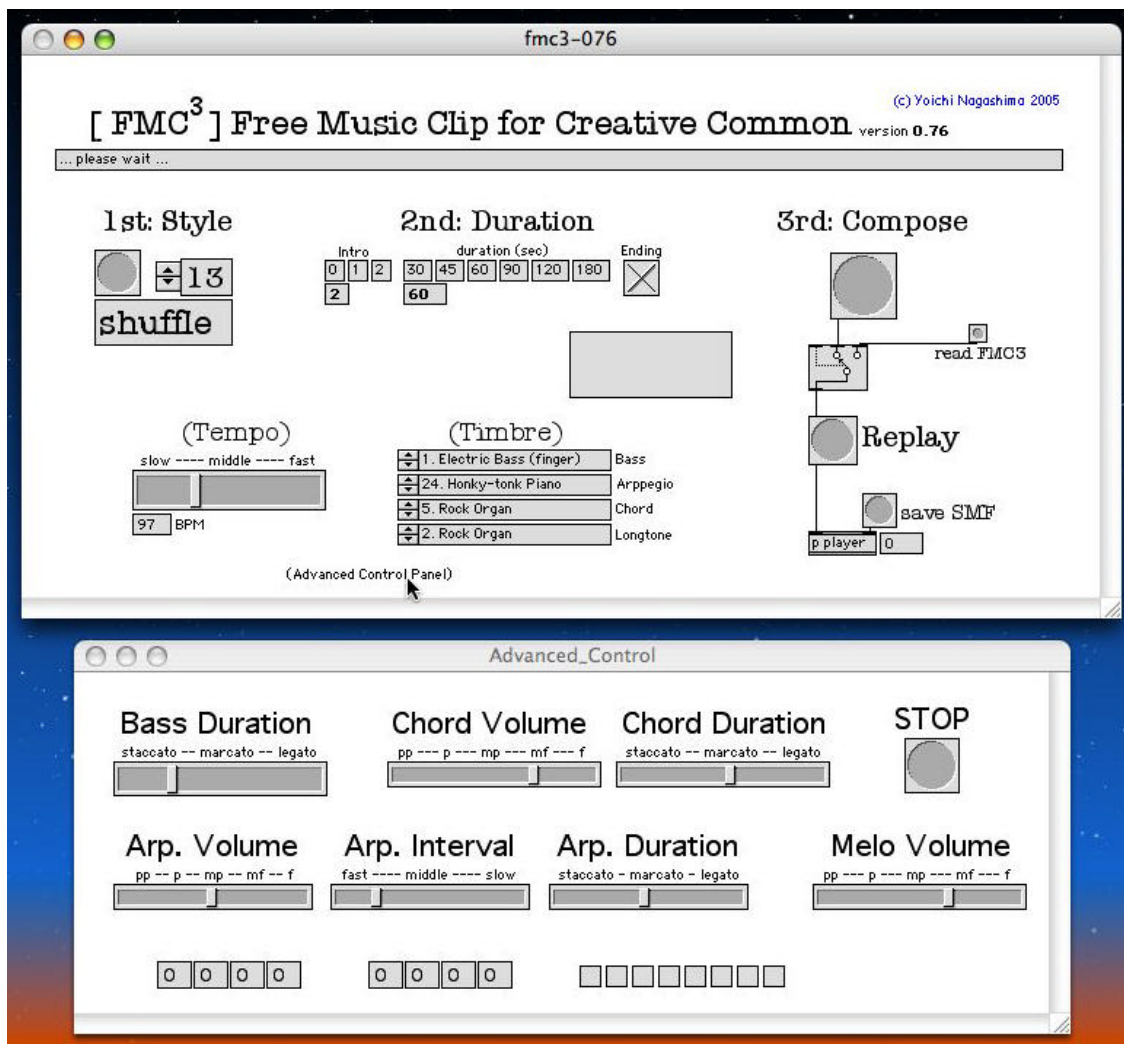 fmc3-076
(c) Yoichi Nagashima 2005
[ FMC³ ] Free Music Clip for Creative Common version 0.76
... please wait ...
1st: Style
2nd: Duration
3rd: Compose
Intro
duration (sec)
Ending
0 1 2
30 45 60 90 120 180
13
2
60
shuffle
read FMC3
(Tempo)
(Timbre)
Replay
slow ---- middle ---- fast
1. Electric Bass (finger) Bass
24. Honky-tonk Piano Arppegio
5. Rock Organ Chord
save SMF
97 BPM
2. Rock Organ Longtone
p player 0
(Advanced Control Panel)
Advanced_Control
Bass Duration
staccato -- marcato -- legato
Chord Volume
pp --- p --- mp --- mf --- f
Chord Duration
staccato -- marcato -- legato
STOP
Arp. Volume
pp -- p -- mp -- mf -- f
Arp. Interval
fast ---- middle ---- slow
Arp. Duration
staccato - marcato - legato
Melo Volume
pp --- p --- mp --- mf --- f
0 0 0 0
0 0 0 0